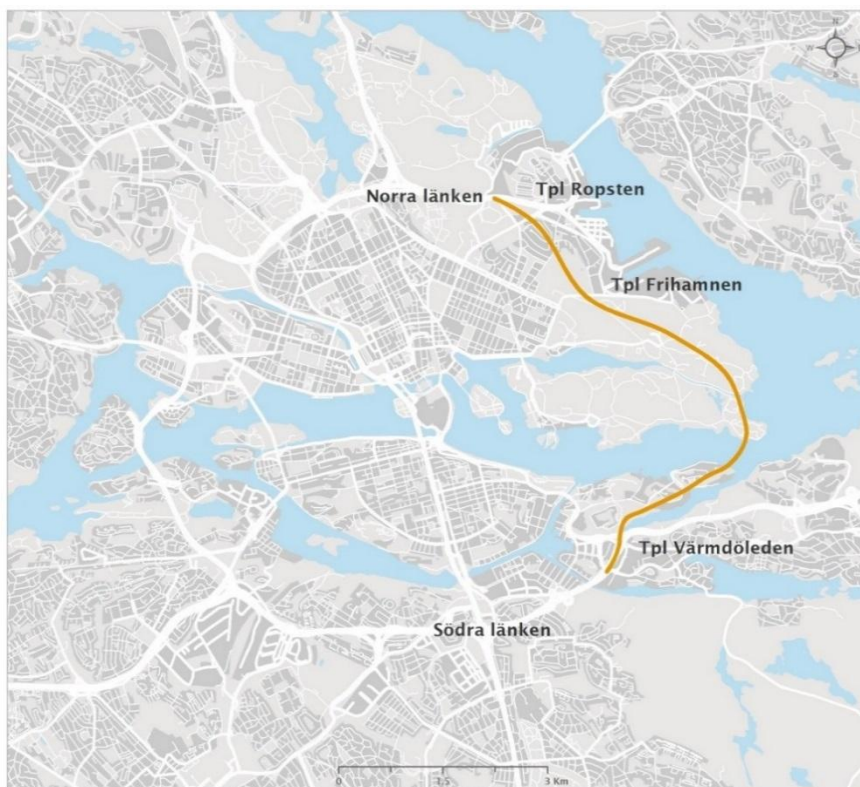 N
Norra länken
Tpl Ropsten
Tpl Frihamnen
Tpl Värmdöleden
Södra länken
0
1.5
3 Km